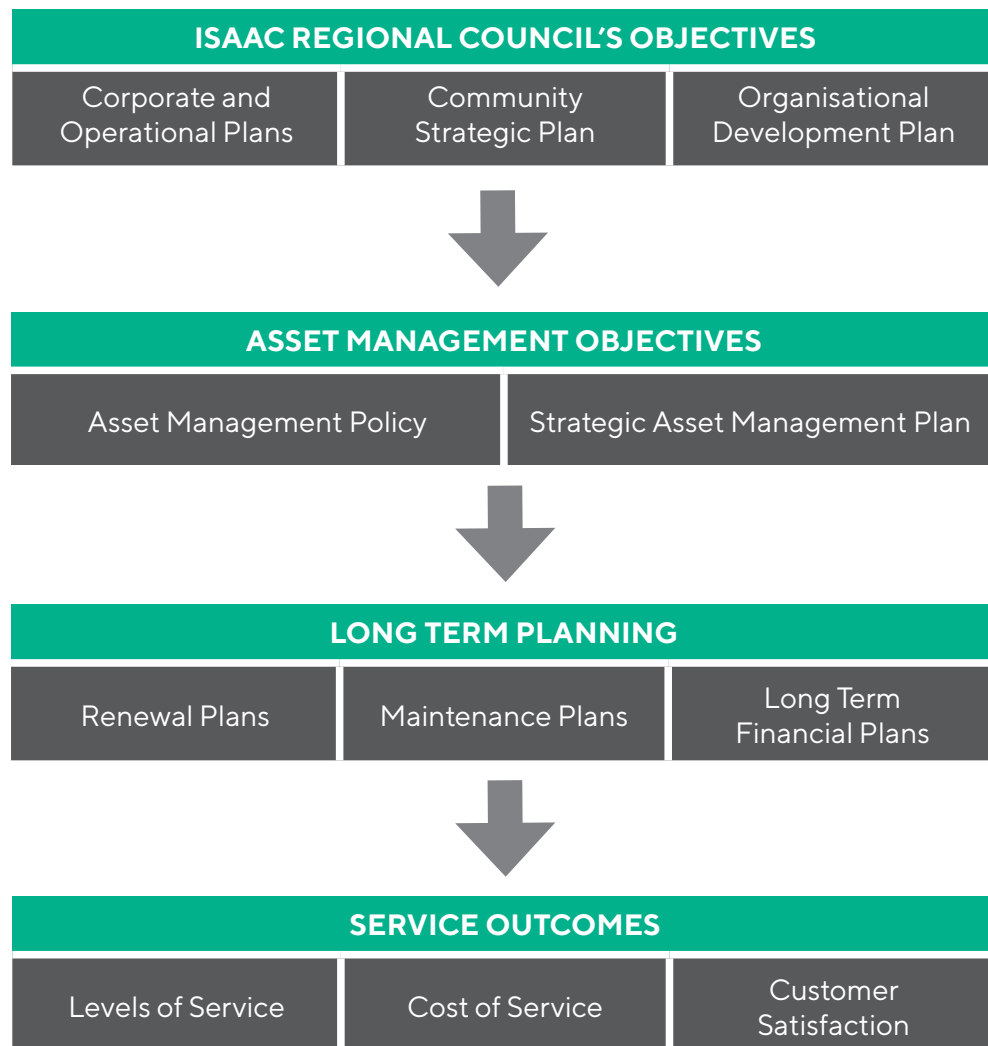 ISAAC REGIONAL COUNCIL’S OBJECTIVES
Corporate and
Operational Plans
Community
Strategic Plan
Organisational
Development Plan
ASSET MANAGEMENT OBJECTIVES
Asset Management Policy
Strategic Asset Management Plan
LONG TERM PLANNING
Renewal Plans
Maintenance Plans
Long Term
Financial Plans
SERVICE OUTCOMES
Levels of Service
Cost of Service
Customer
Satisfaction